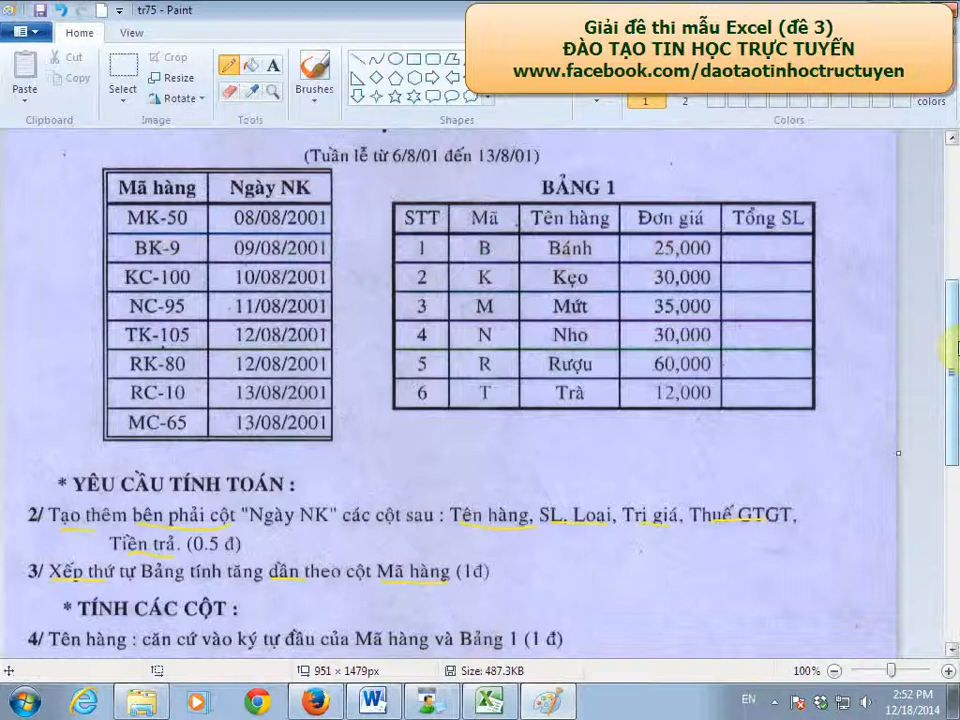 tr75 - Paint
Home
View
Cut
Copy
Paste
Clipboard
Select
Crop
Resize
Rotate
Image
Tools
Brushes
Shapes
1
2
Colors
colors
Giải đề thi mẫu Excel (đề 3)
ĐÀO TẠO TIN HỌC TRỰC TUYẾN
www.facebook.com/daotaotinhoctructuyen
(Tuần lễ từ 6/8/01 đến 13/8/01)
Mã hàng Ngày NK
MK-50 08/08/2001
BK-9 09/08/2001
KC-100 10/08/2001
NC-95 11/08/2001
TK-105 12/08/2001
RK-80 12/08/2001
RC-10 13/08/2001
MC-65 13/08/2001
BẢNG 1
STT Mã Tên hàng Đơn giá Tổng SL
1 B Bánh 25,000
2 K Kẹo 30,000
3 M Mứt 35,000
4 N Nho 30,000
5 R Rượu 60,000
6 T Trà 12,000
* YÊU CẦU TÍNH TOÁN :
2/ Tạo thêm bên phải cột "Ngày NK" các cột sau : Tên hàng, SL, Loai, Trị giá, Thuế GTGT,
Tiền trả. (0.5 đ)
3/ Xếp thứ tự Bảng tính tăng dần theo cột Mã hàng (1đ)
* TÍNH CÁC CỘT :
4/ Tên hàng : căn cứ vào ký tự đầu của Mã hàng và Bảng 1 (1 đ)
951 × 1479px
Size: 487.3KB
100%
EN
2:52 PM
12/18/2014